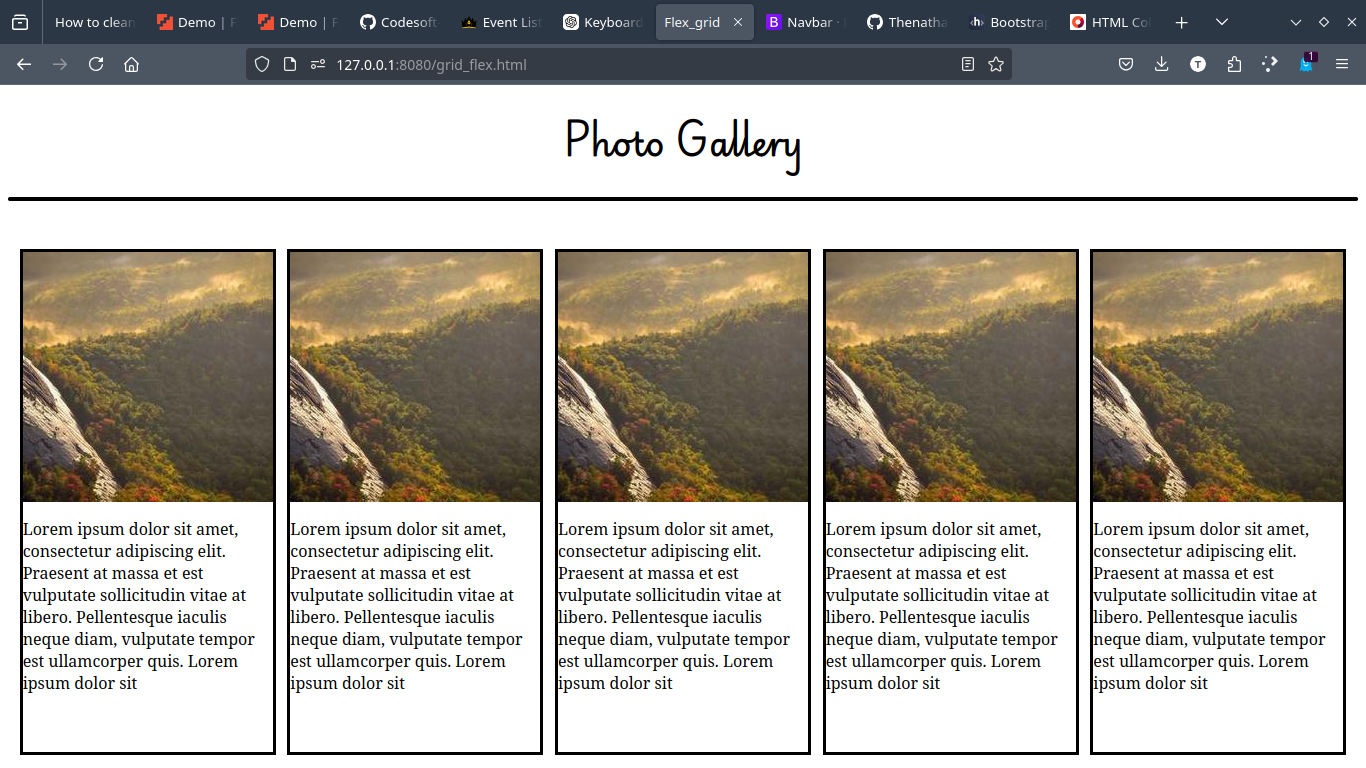 How to clean
Demo | F
Demo | F
Codesoft
Event List
Keyboard
Flex_grid
Navbar ·
Thenatha
Bootstrap
HTML Co
127.0.0.1:8080/grid_flex.html
T
1
Photo Gallery
Lorem ipsum dolor sit amet,
consectetur adipiscing elit.
Praesent at massa et est
vulputate sollicitudin vitae at
libero. Pellentesque iaculis
neque diam, vulputate tempor
est ullamcorper quis. Lorem
ipsum dolor sit
Lorem ipsum dolor sit amet,
consectetur adipiscing elit.
Praesent at massa et est
vulputate sollicitudin vitae at
libero. Pellentesque iaculis
neque diam, vulputate tempor
est ullamcorper quis. Lorem
ipsum dolor sit
Lorem ipsum dolor sit amet,
consectetur adipiscing elit.
Praesent at massa et est
vulputate sollicitudin vitae at
libero. Pellentesque iaculis
neque diam, vulputate tempor
est ullamcorper quis. Lorem
ipsum dolor sit
Lorem ipsum dolor sit amet,
consectetur adipiscing elit.
Praesent at massa et est
vulputate sollicitudin vitae at
libero. Pellentesque iaculis
neque diam, vulputate tempor
est ullamcorper quis. Lorem
ipsum dolor sit
Lorem ipsum dolor sit amet,
consectetur adipiscing elit.
Praesent at massa et est
vulputate sollicitudin vitae at
libero. Pellentesque iaculis
neque diam, vulputate tempor
est ullamcorper quis. Lorem
ipsum dolor sit